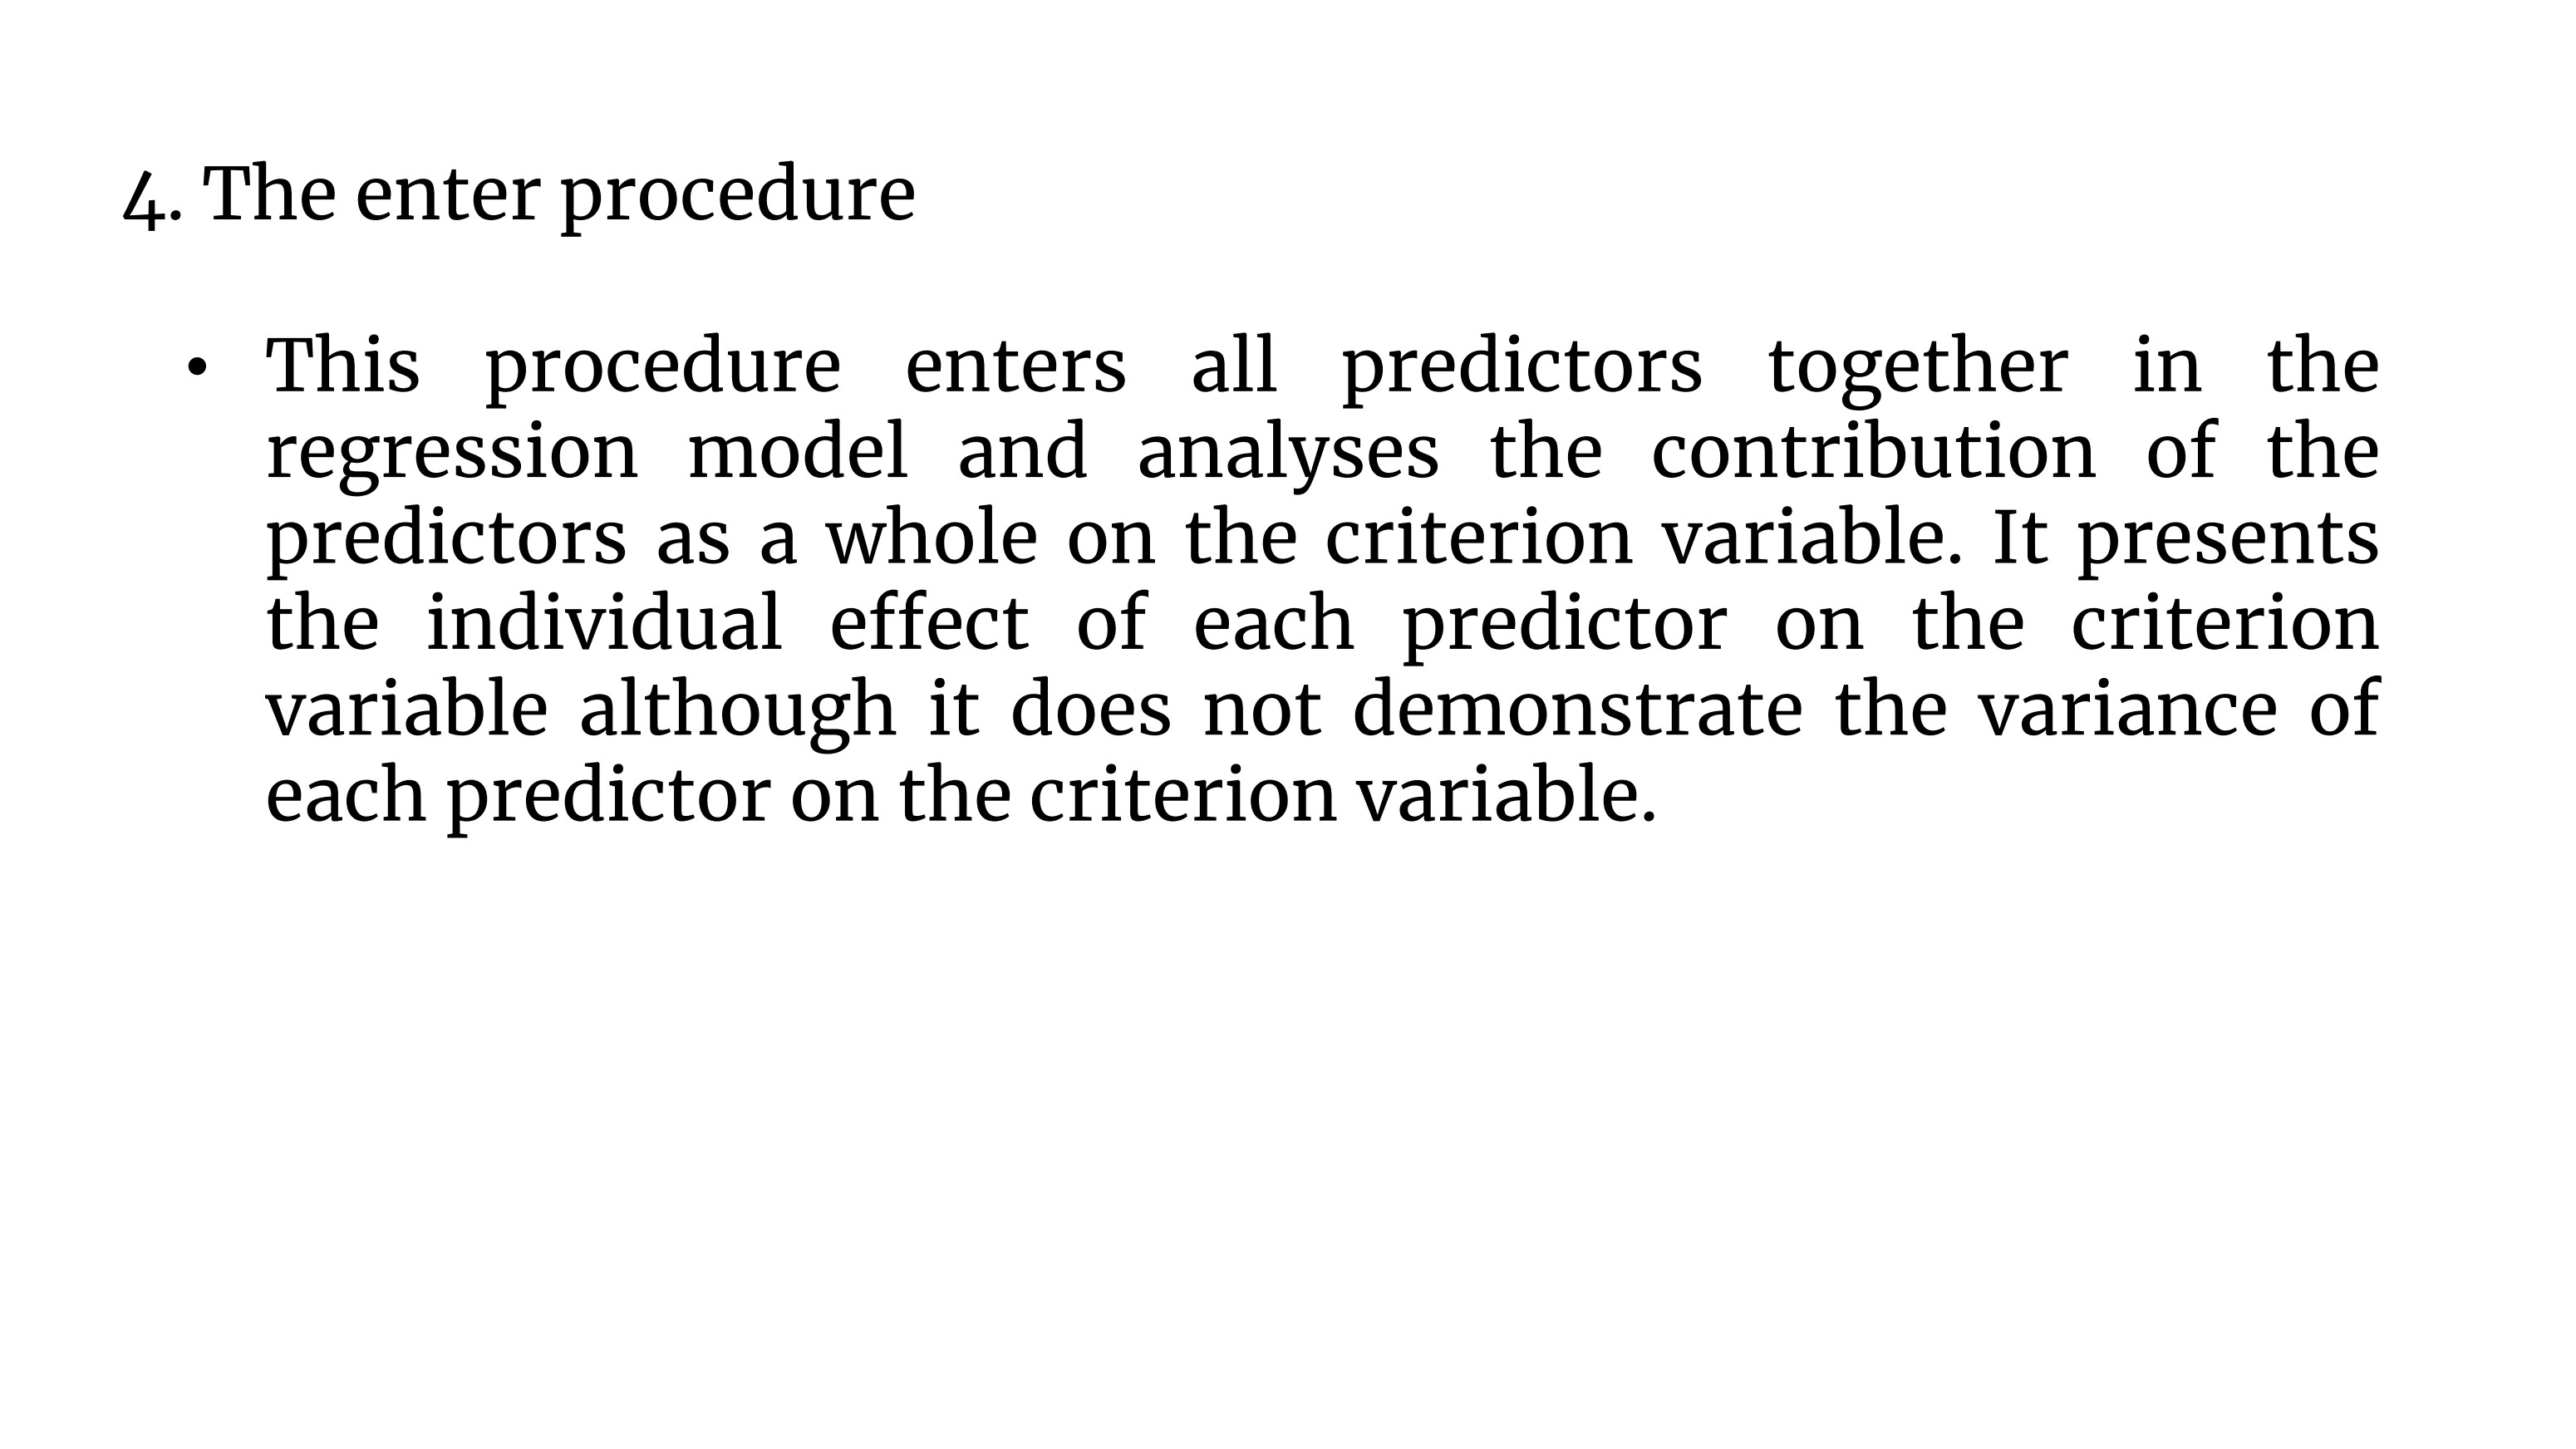 4. The enter procedure
• This procedure enters all predictors together in the
regression model and analyses the contribution of the
predictors as a whole on the criterion variable. It presents
the individual effect of each predictor on the criterion
variable although it does not demonstrate the variance of
each predictor on the criterion variable.